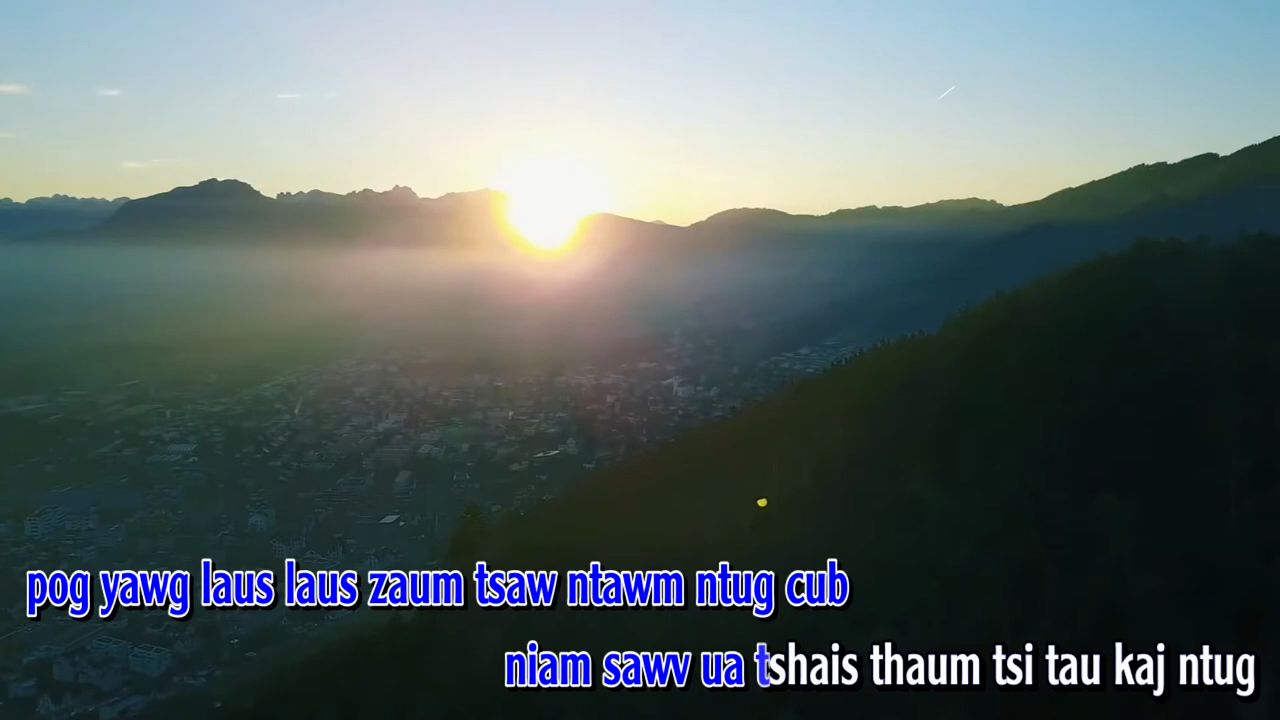 pog yawg laus laus zaum tsaw ntawm ntug cub
niam sawv ua tshais thaum tsi tau kaj ntug